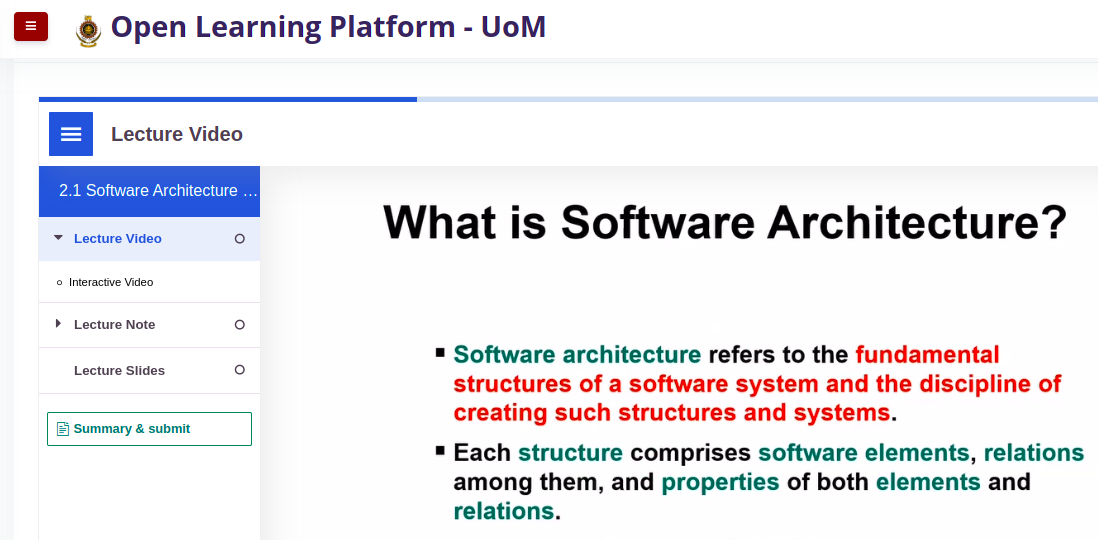 Open Learning Platform - UoM
Lecture Video
2.1 Software Architecture ...
Lecture Video
Interactive Video
Lecture Note
Lecture Slides
Summary & submit
What is Software Architecture?
Software architecture refers to the fundamental
structures of a software system and the discipline of
creating such structures and systems.
Each structure comprises software elements, relations
among them, and properties of both elements and
relations.